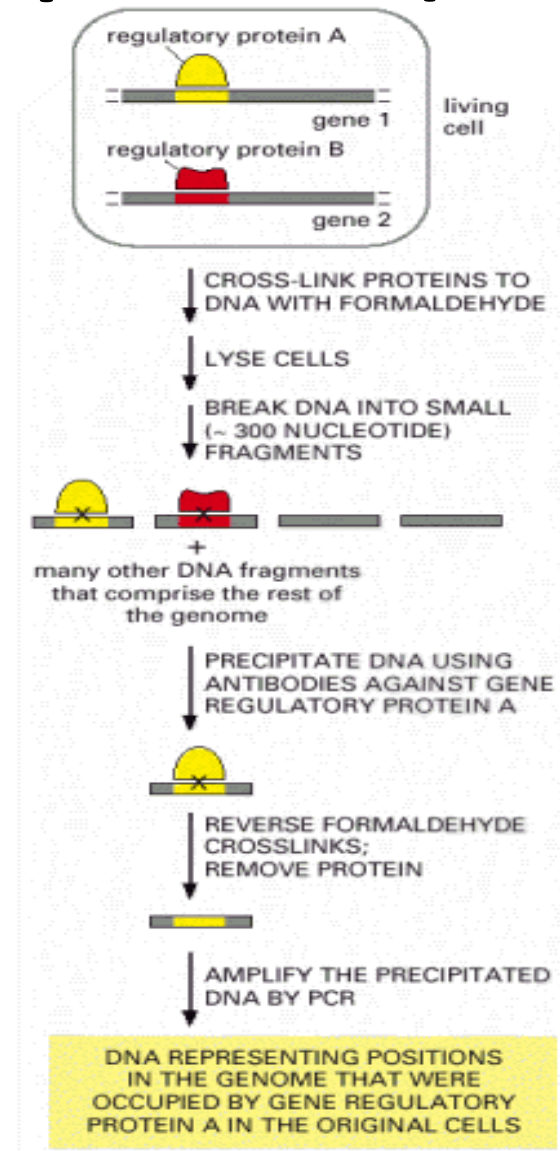 regulatory protein A
gene 1
living
cell
regulatory protein B
gene 2
CROSS-LINK PROTEINS TO
DNA WITH FORMALDEHYDE
LYSE CELLS
BREAK DNA INTO SMALL
(~ 300 NUCLEOTIDE)
FRAGMENTS
+
many other DNA fragments
that comprise the rest of
the genome
PRECIPITATE DNA USING
ANTIBODIES AGAINST GENE
REGULATORY PROTEIN A
REVERSE FORMALDEHYDE
CROSSLINKS;
REMOVE PROTEIN
AMPLIFY THE PRECIPITATED
DNA BY PCR
DNA REPRESENTING POSITIONS
IN THE GENOME THAT WERE
OCCUPIED BY GENE REGULATORY
PROTEIN A IN THE ORIGINAL CELLS